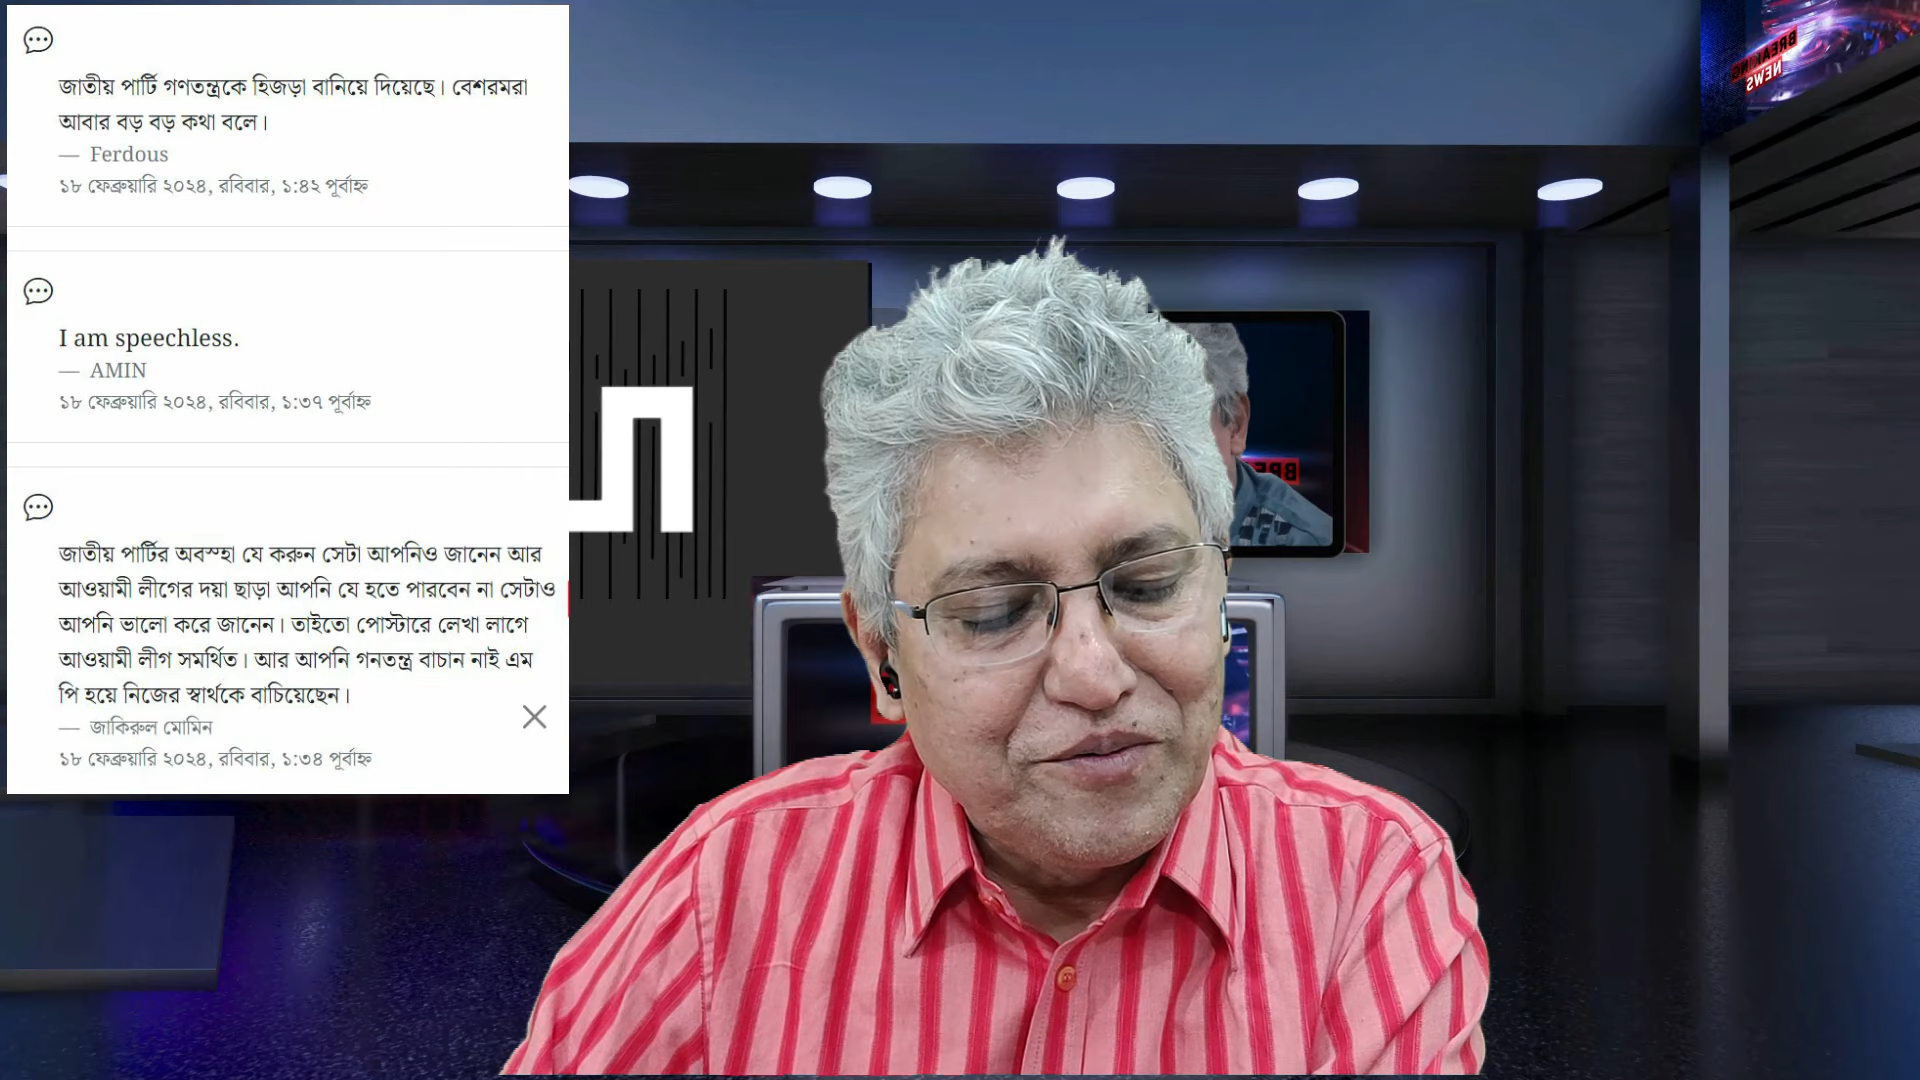 জাতীয় পার্টি গণতন্ত্রকে হিজড়া বানিয়ে দিয়েছে। বেশরমরা
আবার বড় বড় কথা বলে।
— Ferdous
১৮ ফেব্রুয়ারি ২০২৪, রবিবার, ১:৪২ পূর্বাহ্ন
I am speechless.
— AMIN
১৮ ফেব্রুয়ারি ২০২৪, রবিবার, ১:৩৭ পূর্বাহ্ন
জাতীয় পার্টির অবস্হা যে করুন সেটা আপনিও জানেন আর
আওয়ামী লীগের দয়া ছাড়া আপনি যে হতে পারবেন না সেটাও
আপনি ভালো করে জানেন। তাইতো পোস্টারে লেখা লাগে
আওয়ামী লীগ সমর্থিত। আর আপনি গনতন্ত্র বাচান নাই এম
পি হয়ে নিজের স্বার্থকে বাচিয়েছেন।
— জাকিরুল মোমিন
১৮ ফেব্রুয়ারি ২০২৪, রবিবার, ১:৩৪ পূর্বাহ্ন
BREAKING
NEWS